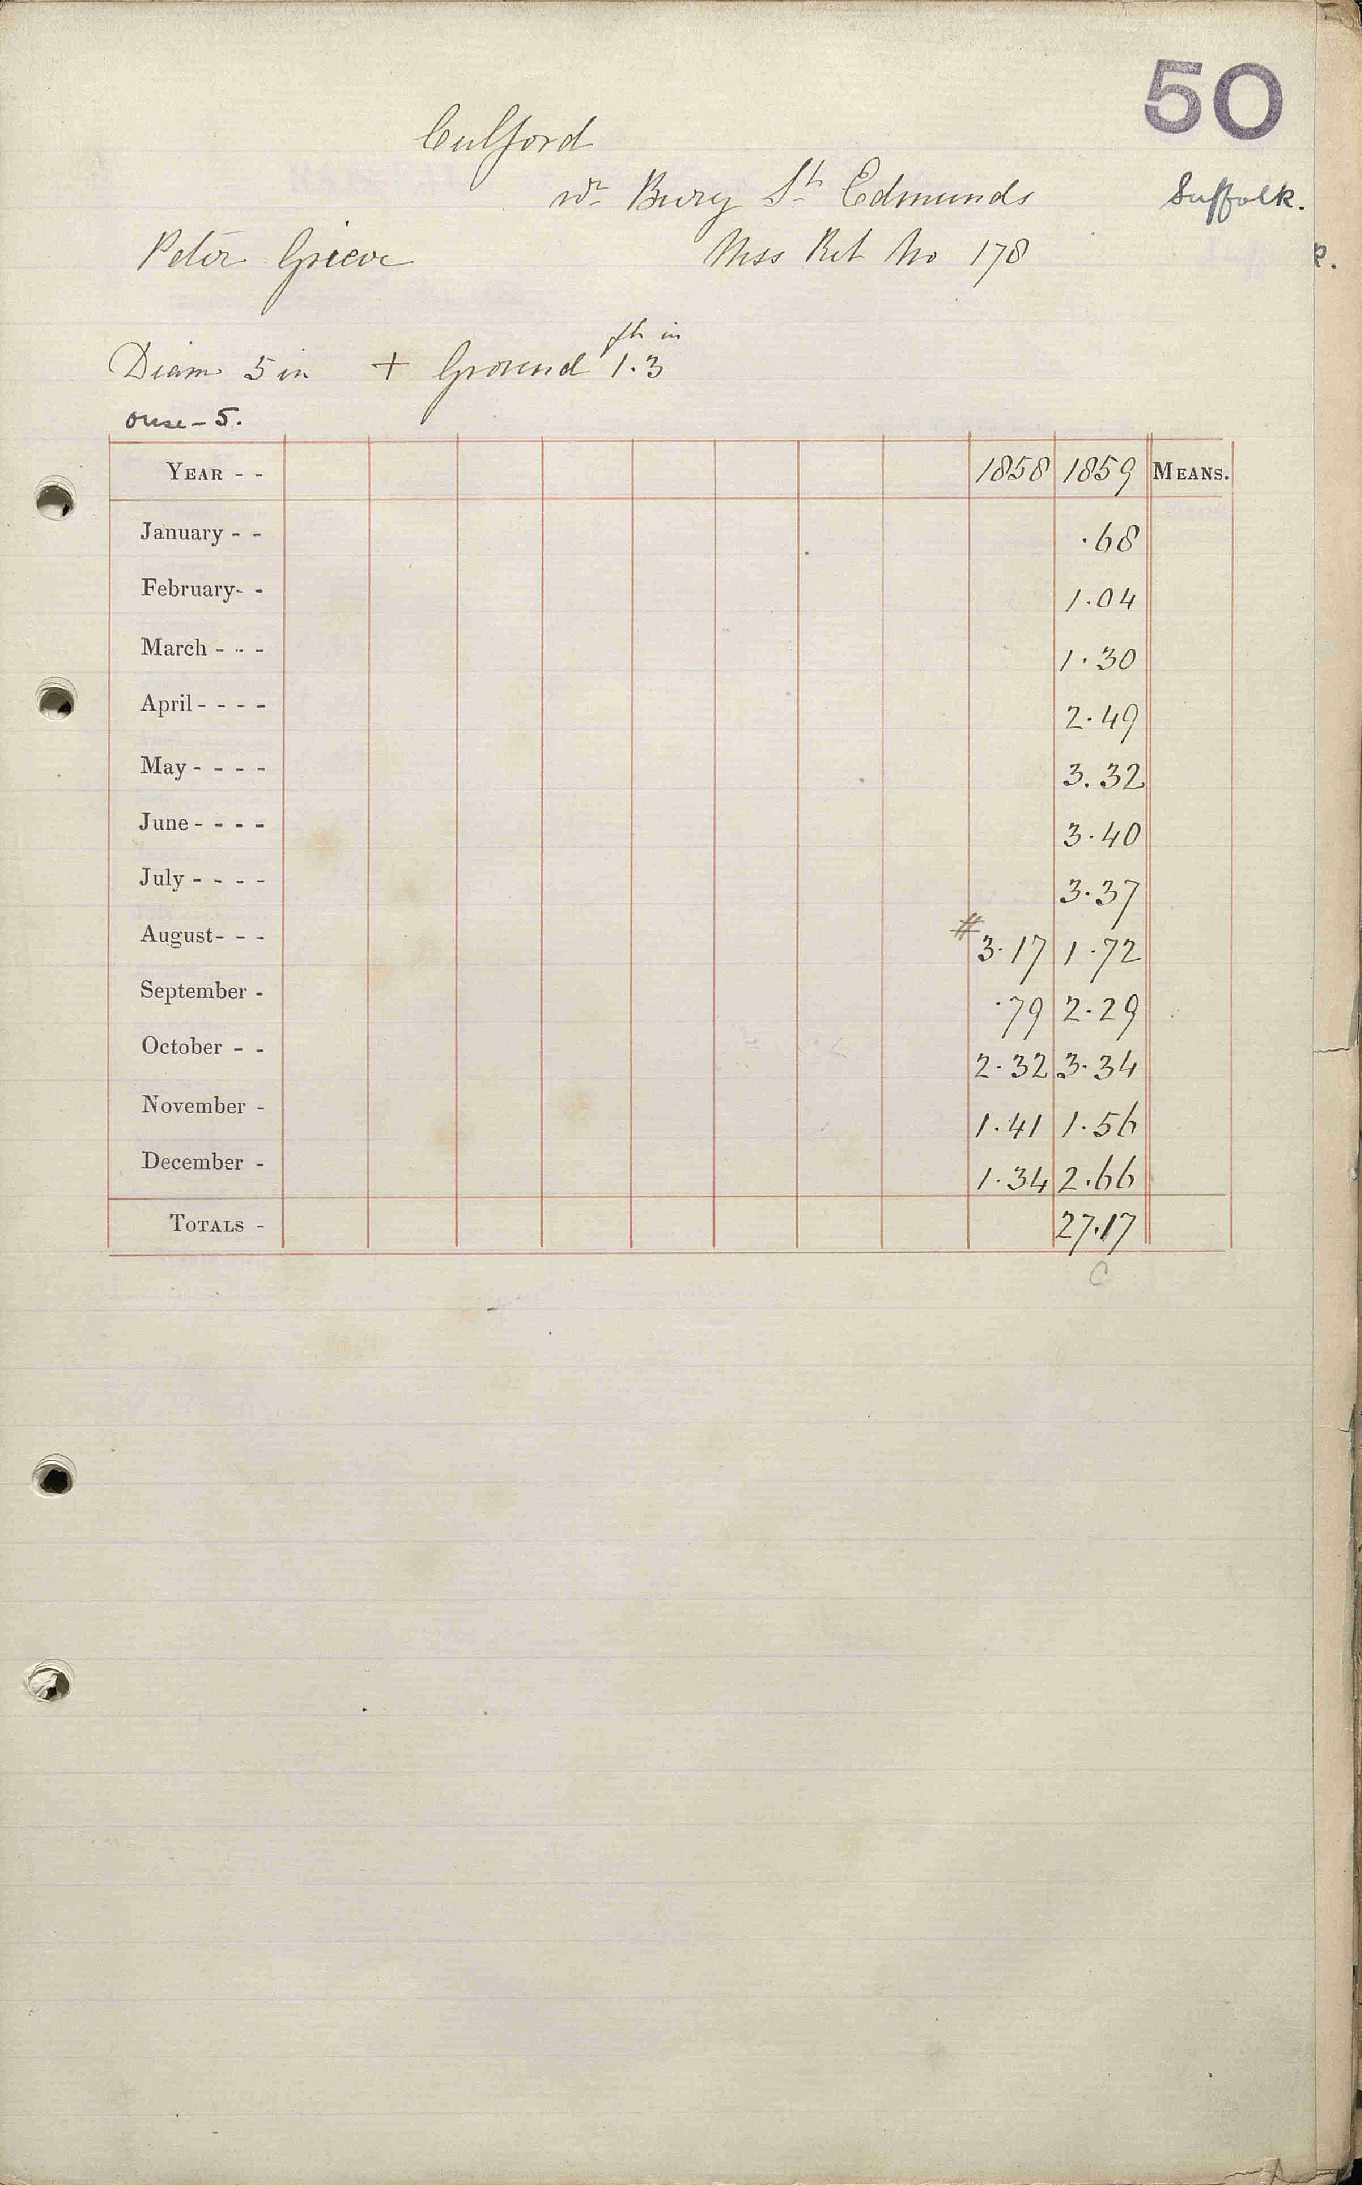 50
Culford
nr Bury St Edmunds Suffolk.
Peter Grieve Mss Ret No 178
ft in
Diam 5 in + Ground 1.3
Ouse - 5.
YEAR - - 1858 1859 MEANS.
January - - .68
February- - 1.04
March - - - 1.30
April - - - - 2.49
May - - - - 3.32
June - - - - 3.40
July - - - - 3.37
August- - - # 3.17 1.72
September - .79 2.29
October - - 2.32 3.34
November - 1.41 1.56
December - 1.34 2.66
TOTALS - 27.17
C